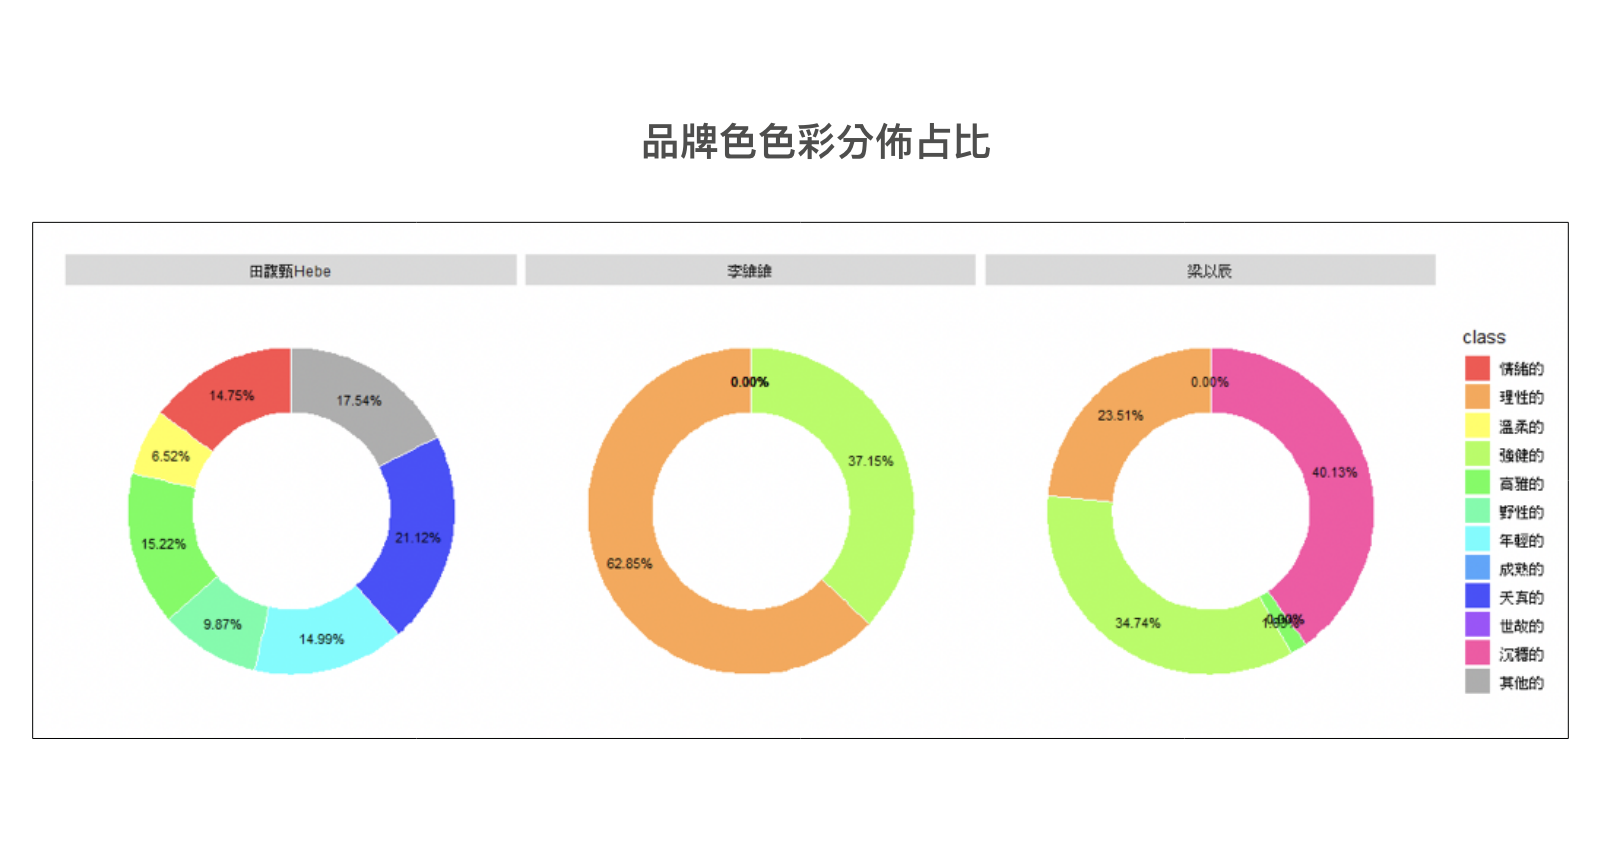 品牌色色彩分佈占比
田馥甄Hebe
李維維
梁以辰
class
情緒的
理性的
溫柔的
強健的
高雅的
野性的
年輕的
成熟的
天真的
世故的
沉穩的
其他的
14.75%
17.54%
6.52%
21.12%
15.22%
9.87%
14.99%
0.00%
37.15%
62.85%
0.00%
23.51%
40.13%
34.74%
0.00%